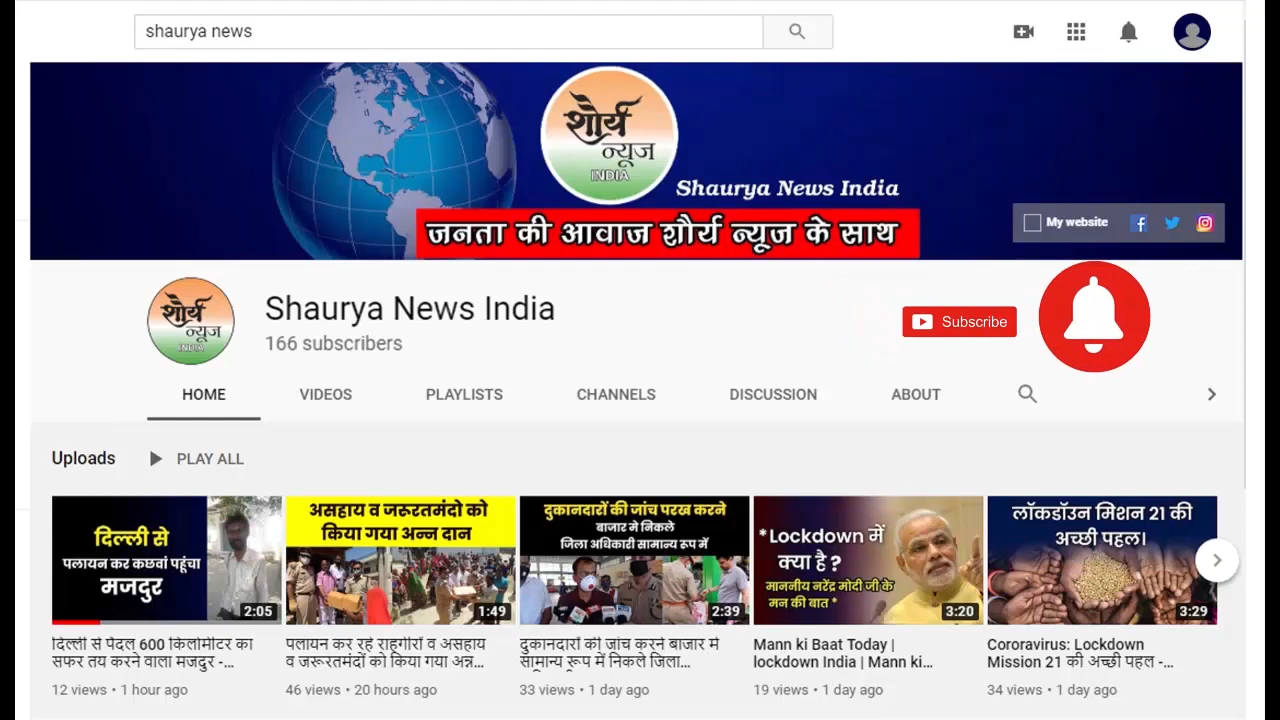 shaurya news
शौर्य
न्यूज
INDIA
Shaurya News India
जनता की आवाज शौर्य न्यूज के साथ
My website
शौर्य
न्यूज
INDIA
Shaurya News India
166 subscribers
Subscribe
HOME VIDEOS PLAYLISTS CHANNELS DISCUSSION ABOUT
Uploads PLAY ALL
दिल्ली से
पलायन कर कछवां पहुंचा
मजदुर
2:05
असहाय व जरूरतमंदो को
किया गया अन्न दान
1:49
दुकानदारों की जांच परख करने
बाजार मे निकले
जिला अधिकारी सामान्य रूप में
2:39
*Lockdown में
क्या है ?
माननीय नरेंद्र मोदी जी के
मन की बात *
3:20
लॉकडॉउन मिशन 21 की
अच्छी पहल।
3:29
दिल्ली से पैदल 600 किलोमीटर का
सफर तय करने वाला मजदुर -...
12 views • 1 hour ago
पलायन कर रहे राहगीरों व असहाय
व जरूरतमंदों को किया गया अन्न...
46 views • 20 hours ago
दुकानदारों की जांच करने बाजार में
सामान्य रूप में निकले जिला...
33 views • 1 day ago
Mann ki Baat Today |
lockdown India | Mann ki...
19 views • 1 day ago
Cororavirus: Lockdown
Mission 21 की अच्छी पहल -...
34 views • 1 day ago